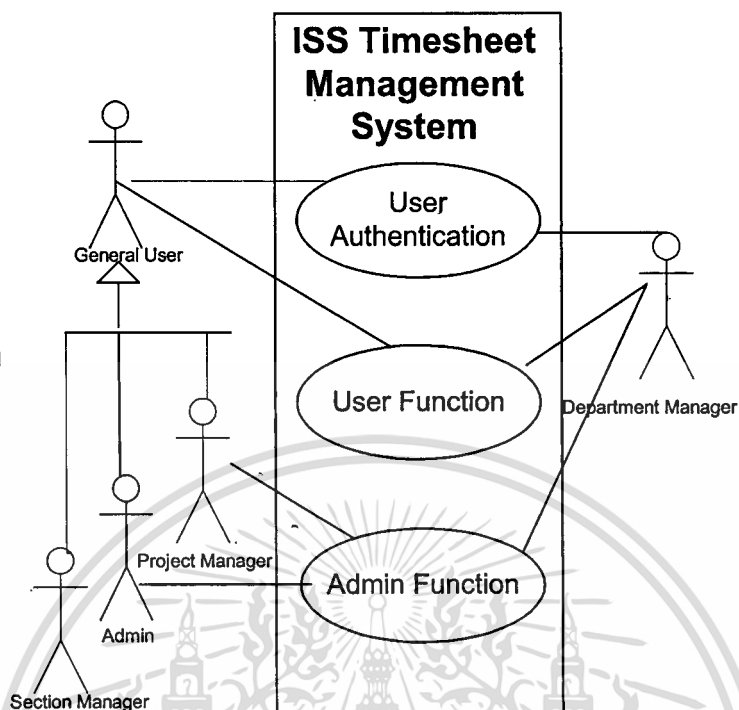 ISS Timesheet
Management
System
User
Authentication
General User
User Function
Department Manager
Project Manager
Admin Function
Admin
Section Manager